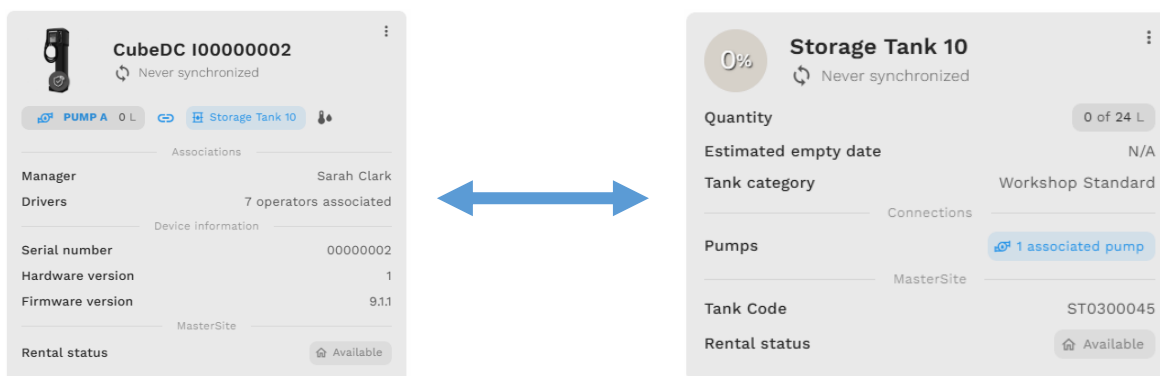 CubeDC I00000002
Never synchronized
PUMP A 0 L Storage Tank 10
Associations
Manager Sarah Clark
Drivers 7 operators associated
Device information
Serial number 00000002
Hardware version 1
Firmware version 9.1.1
MasterSite
Rental status Available
0%
Storage Tank 10
Never synchronized
Quantity 0 of 24 L
Estimated empty date N/A
Tank category Workshop Standard
Connections
Pumps 1 associated pump
MasterSite
Tank Code ST0300045
Rental status Available